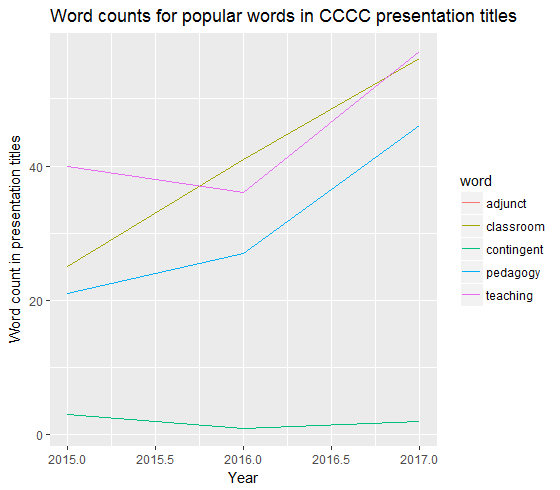 Word counts for popular words in CCCC presentation titles
Word count in presentation titles
40
20
0
2015.0 2015.5 2016.0 2016.5 2017.0
Year
word
adjunct
classroom
contingent
pedagogy
teaching